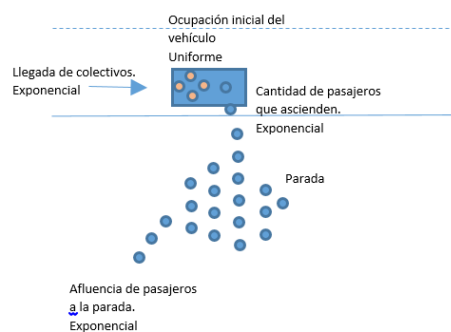 Ocupación inicial del
vehículo
Uniforme
Llegada de colectivos.
Exponencial
Cantidad de pasajeros
que ascienden.
Exponencial
Parada
Afluencia de pasajeros
a la parada.
Exponencial